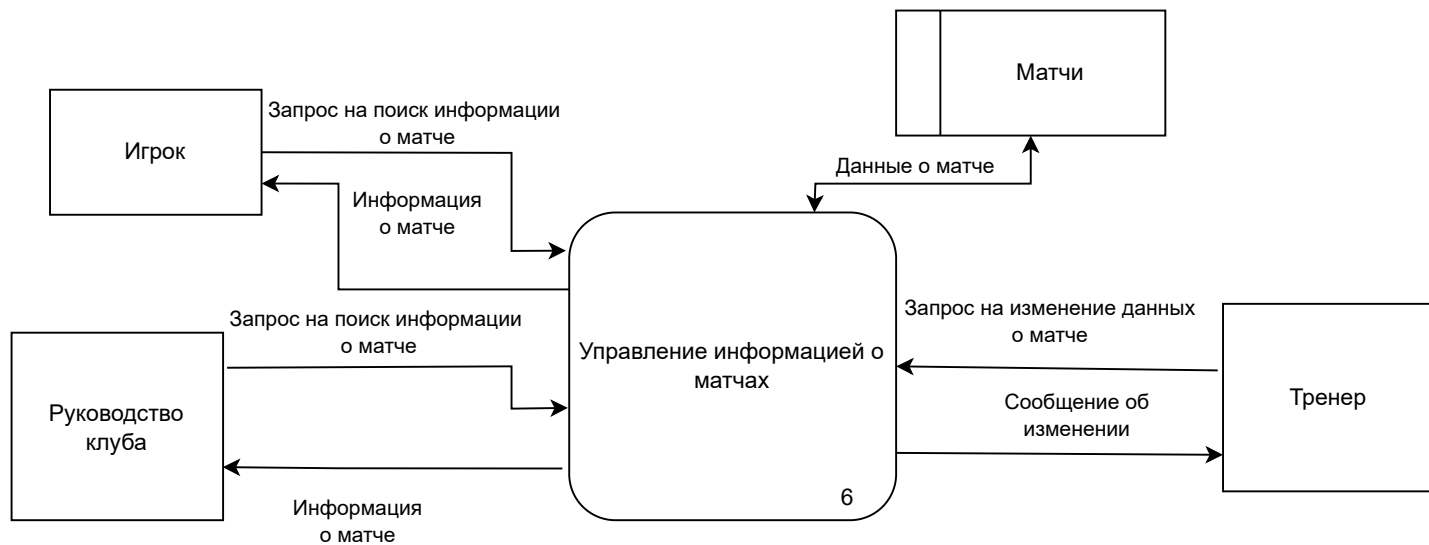 Матчи
Запрос на поиск информации
о матче
Игрок
Данные о матче
Информация
о матче
Запрос на изменение данных
о матче
Запрос на поиск информации
о матче
Управление информацией о
матчах
Тренер
Руководство
клуба
Сообщение об
изменении
6
Информация
о матче